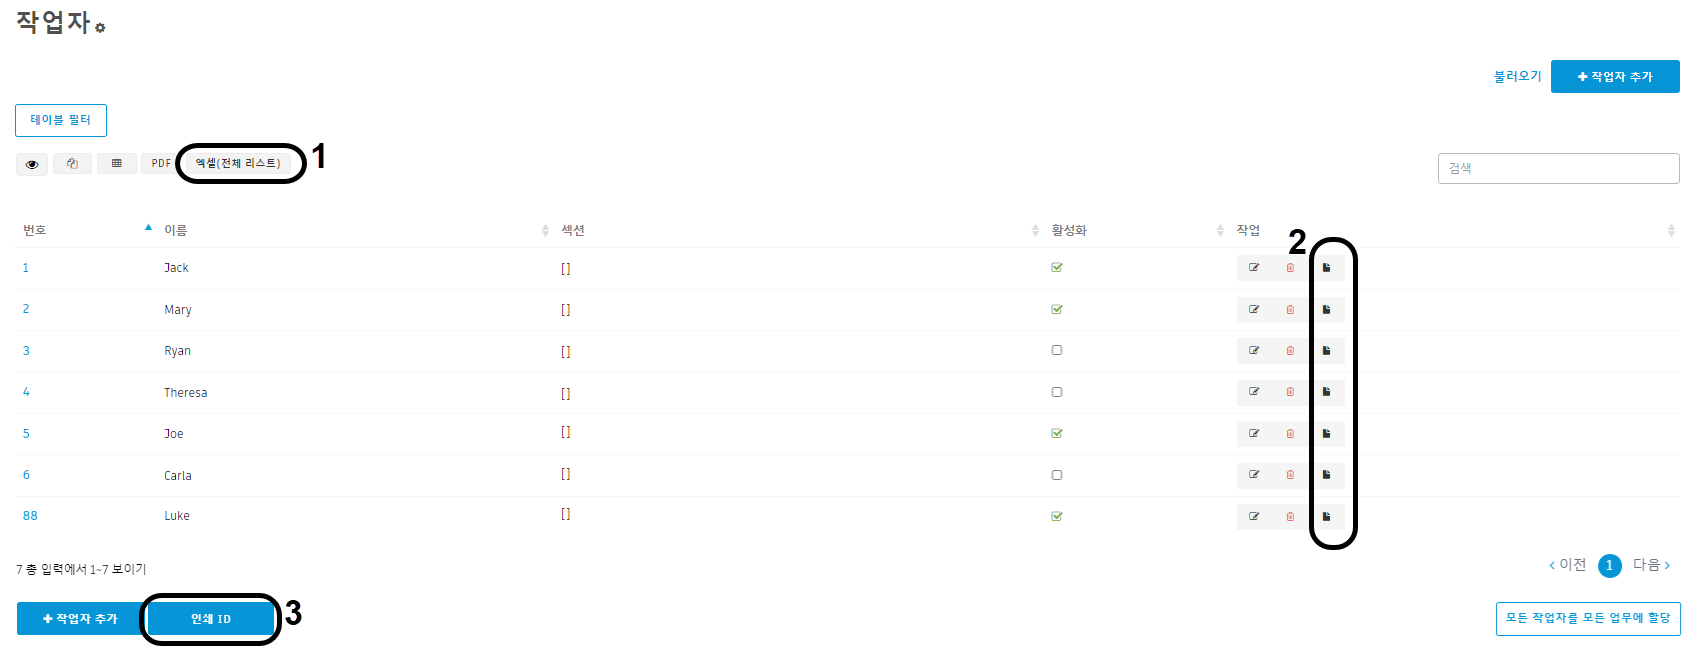 작업자
불러오기 작업자 추가
테이블 필터
PDF 엑셀(전체 리스트) 1
검색
번호 이름 섹션 활성화 작업
2
1 Jack []
2 Mary []
3 Ryan []
4 Theresa []
5 Joe []
6 Carla []
88 Luke []
7 총 입력에서 1~7 보이기
이전 1 다음
작업자 추가 인쇄 ID 3
모든 작업자를 모든 업무에 할당